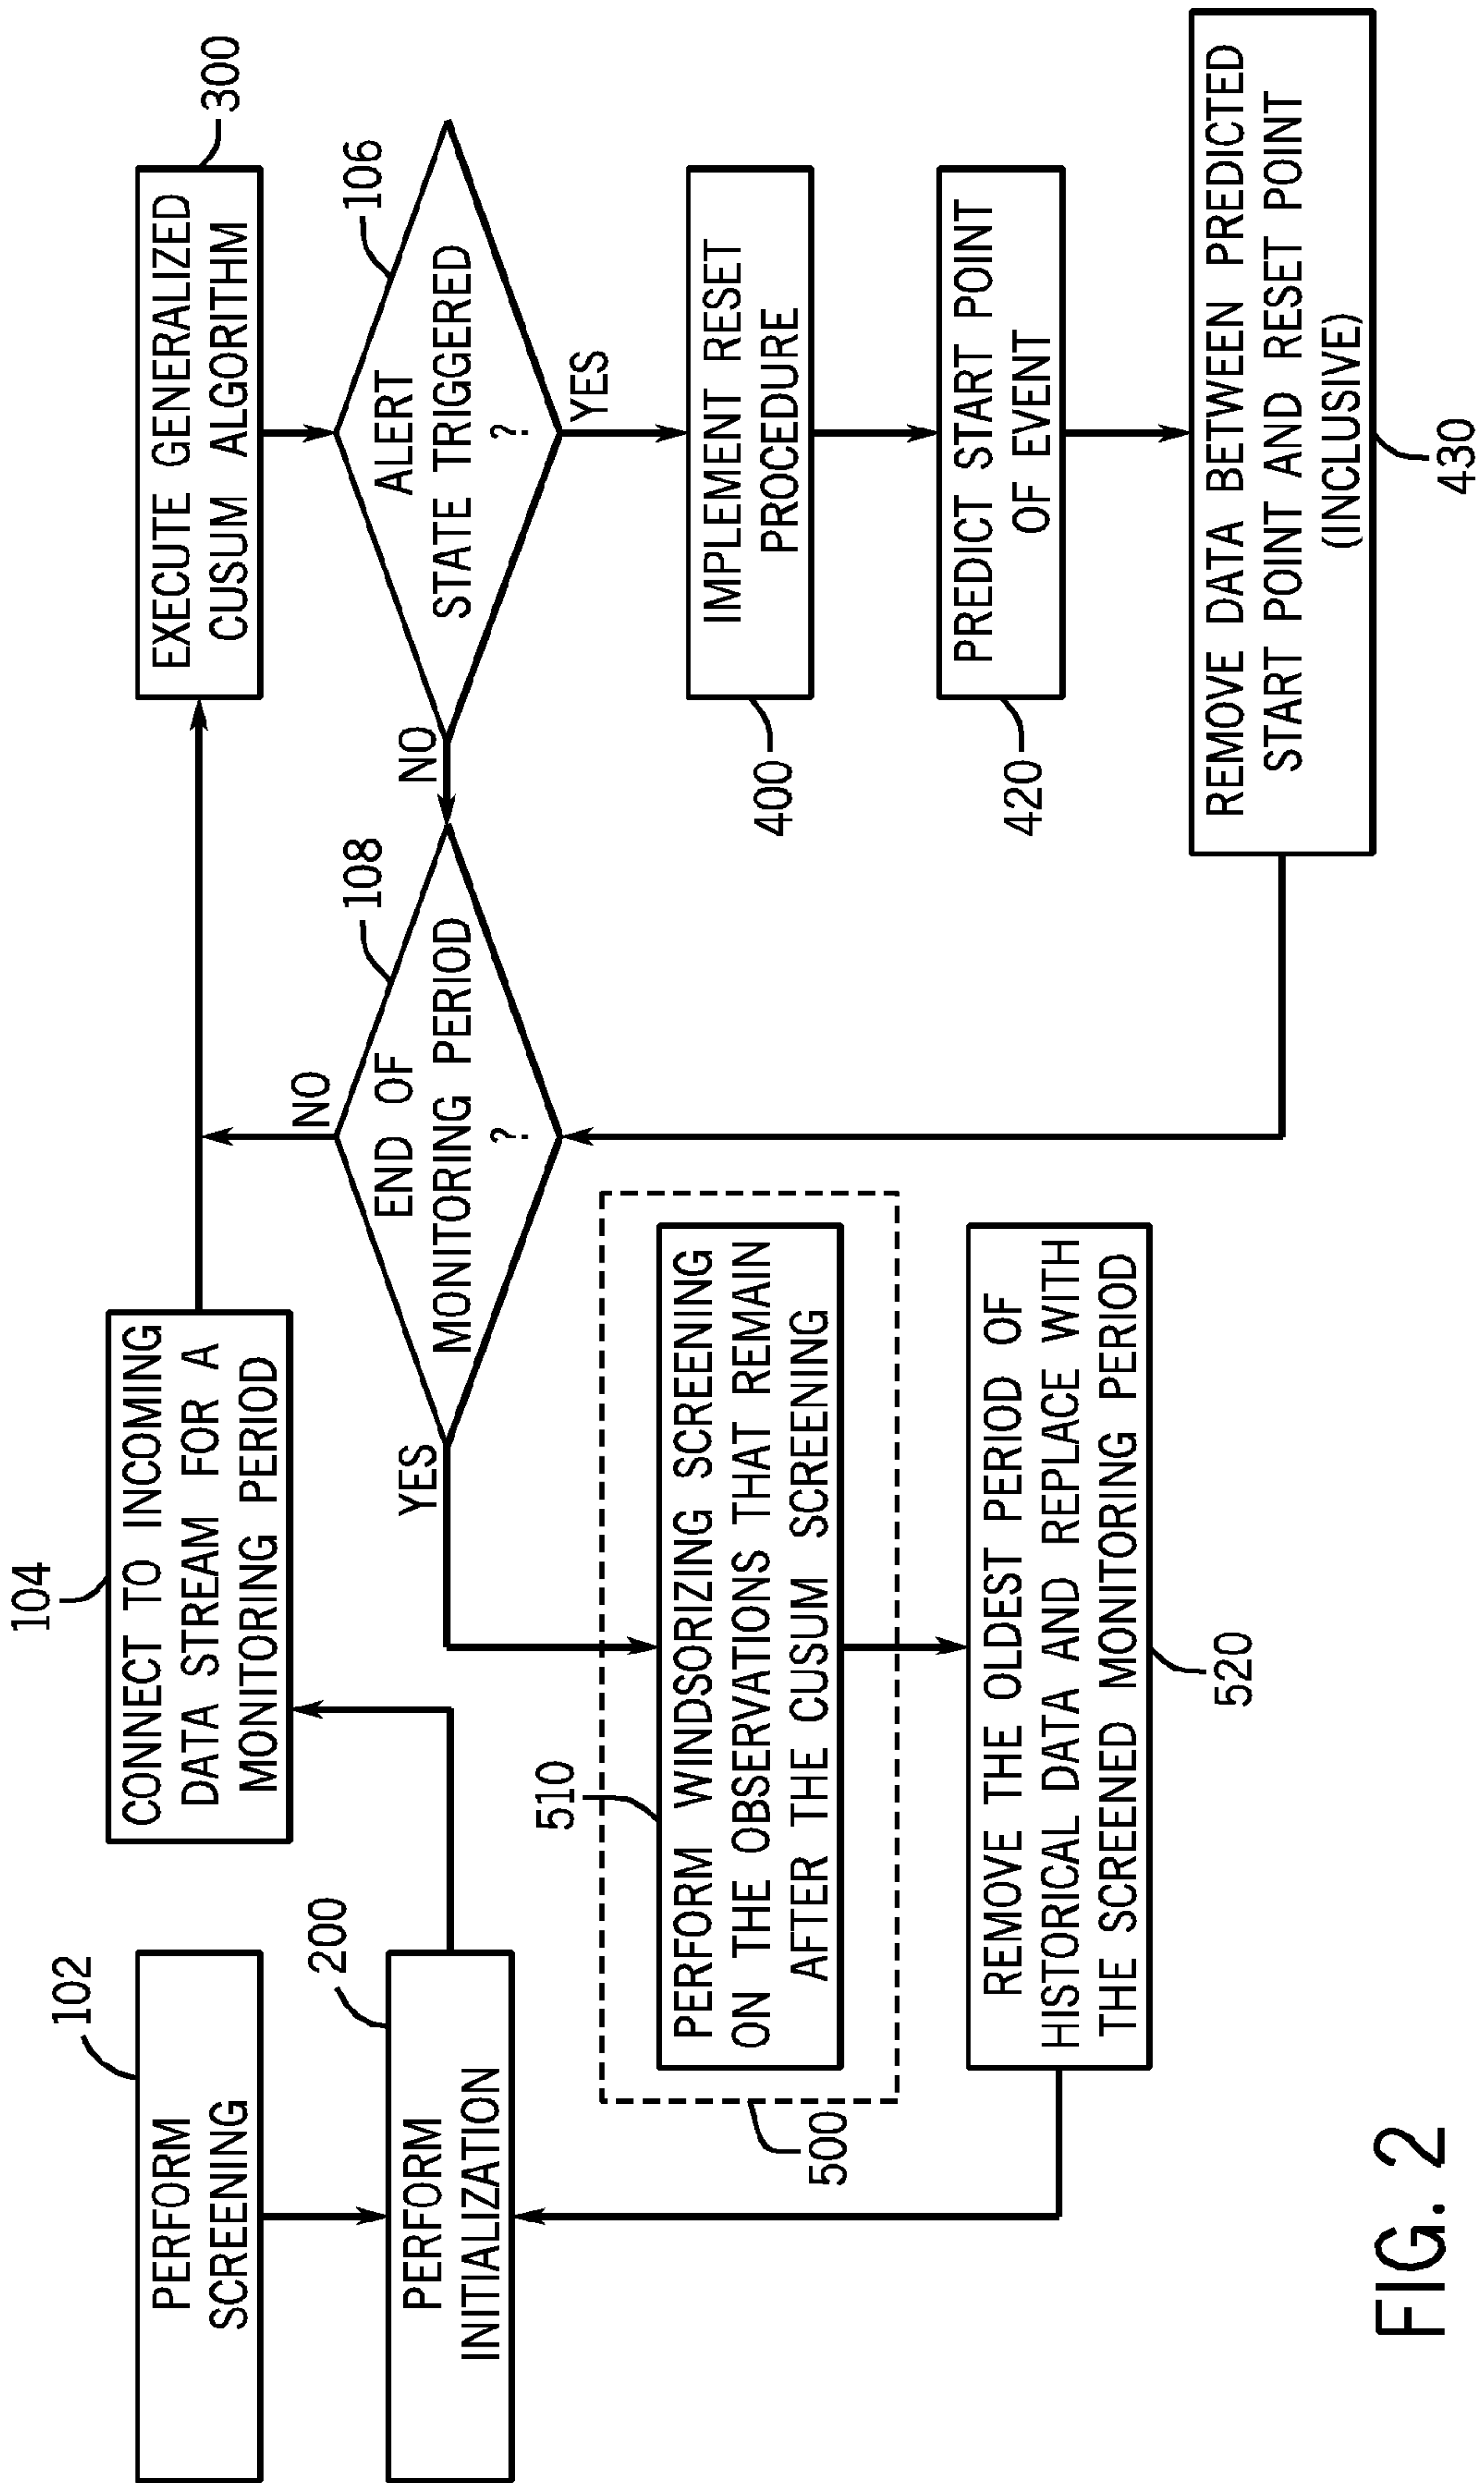 102
PERFORM
SCREENING
200
PERFORM
INITIALIZATION
104
CONNECT TO INCOMING
DATA STREAM FOR A
MONITORING PERIOD
EXECUTE GENERALIZED
CUSUM ALGORITHM
300
ALERT
STATE TRIGGERED
?
106
NO
YES
END OF
MONITORING PERIOD
?
108
NO
YES
IMPLEMENT RESET
PROCEDURE
400
PREDICT START POINT
OF EVENT
420
REMOVE DATA BETWEEN PREDICTED
START POINT AND RESET POINT
(INCLUSIVE)
430
510
PERFORM WINDSORIZING SCREENING
ON THE OBSERVATIONS THAT REMAIN
AFTER THE CUSUM SCREENING
500
REMOVE THE OLDEST PERIOD OF
HISTORICAL DATA AND REPLACE WITH
THE SCREENED MONITORING PERIOD
520
FIG. 2